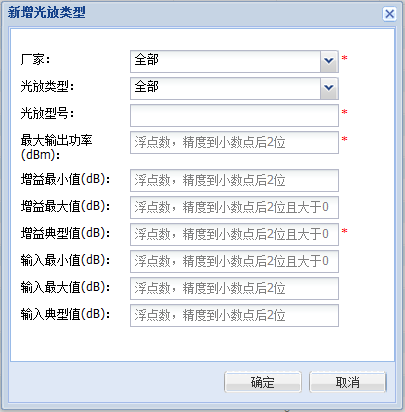 新增光放类型
厂家: 全部 *
光放类型: 全部
光放型号: *
最大输出功率
(dBm): 浮点数，精度到小数点后2位 *
增益最小值(dB): 浮点数，精度到小数点后2位
增益最大值(dB): 浮点数，精度到小数点后2位且大于0
增益典型值(dB): 浮点数，精度到小数点后2位且大于0 *
输入最小值(dB): 浮点数，精度到小数点后2位且大于0
输入最大值(dB): 浮点数，精度到小数点后2位
输入典型值(dB): 浮点数，精度到小数点后2位
确定 取消